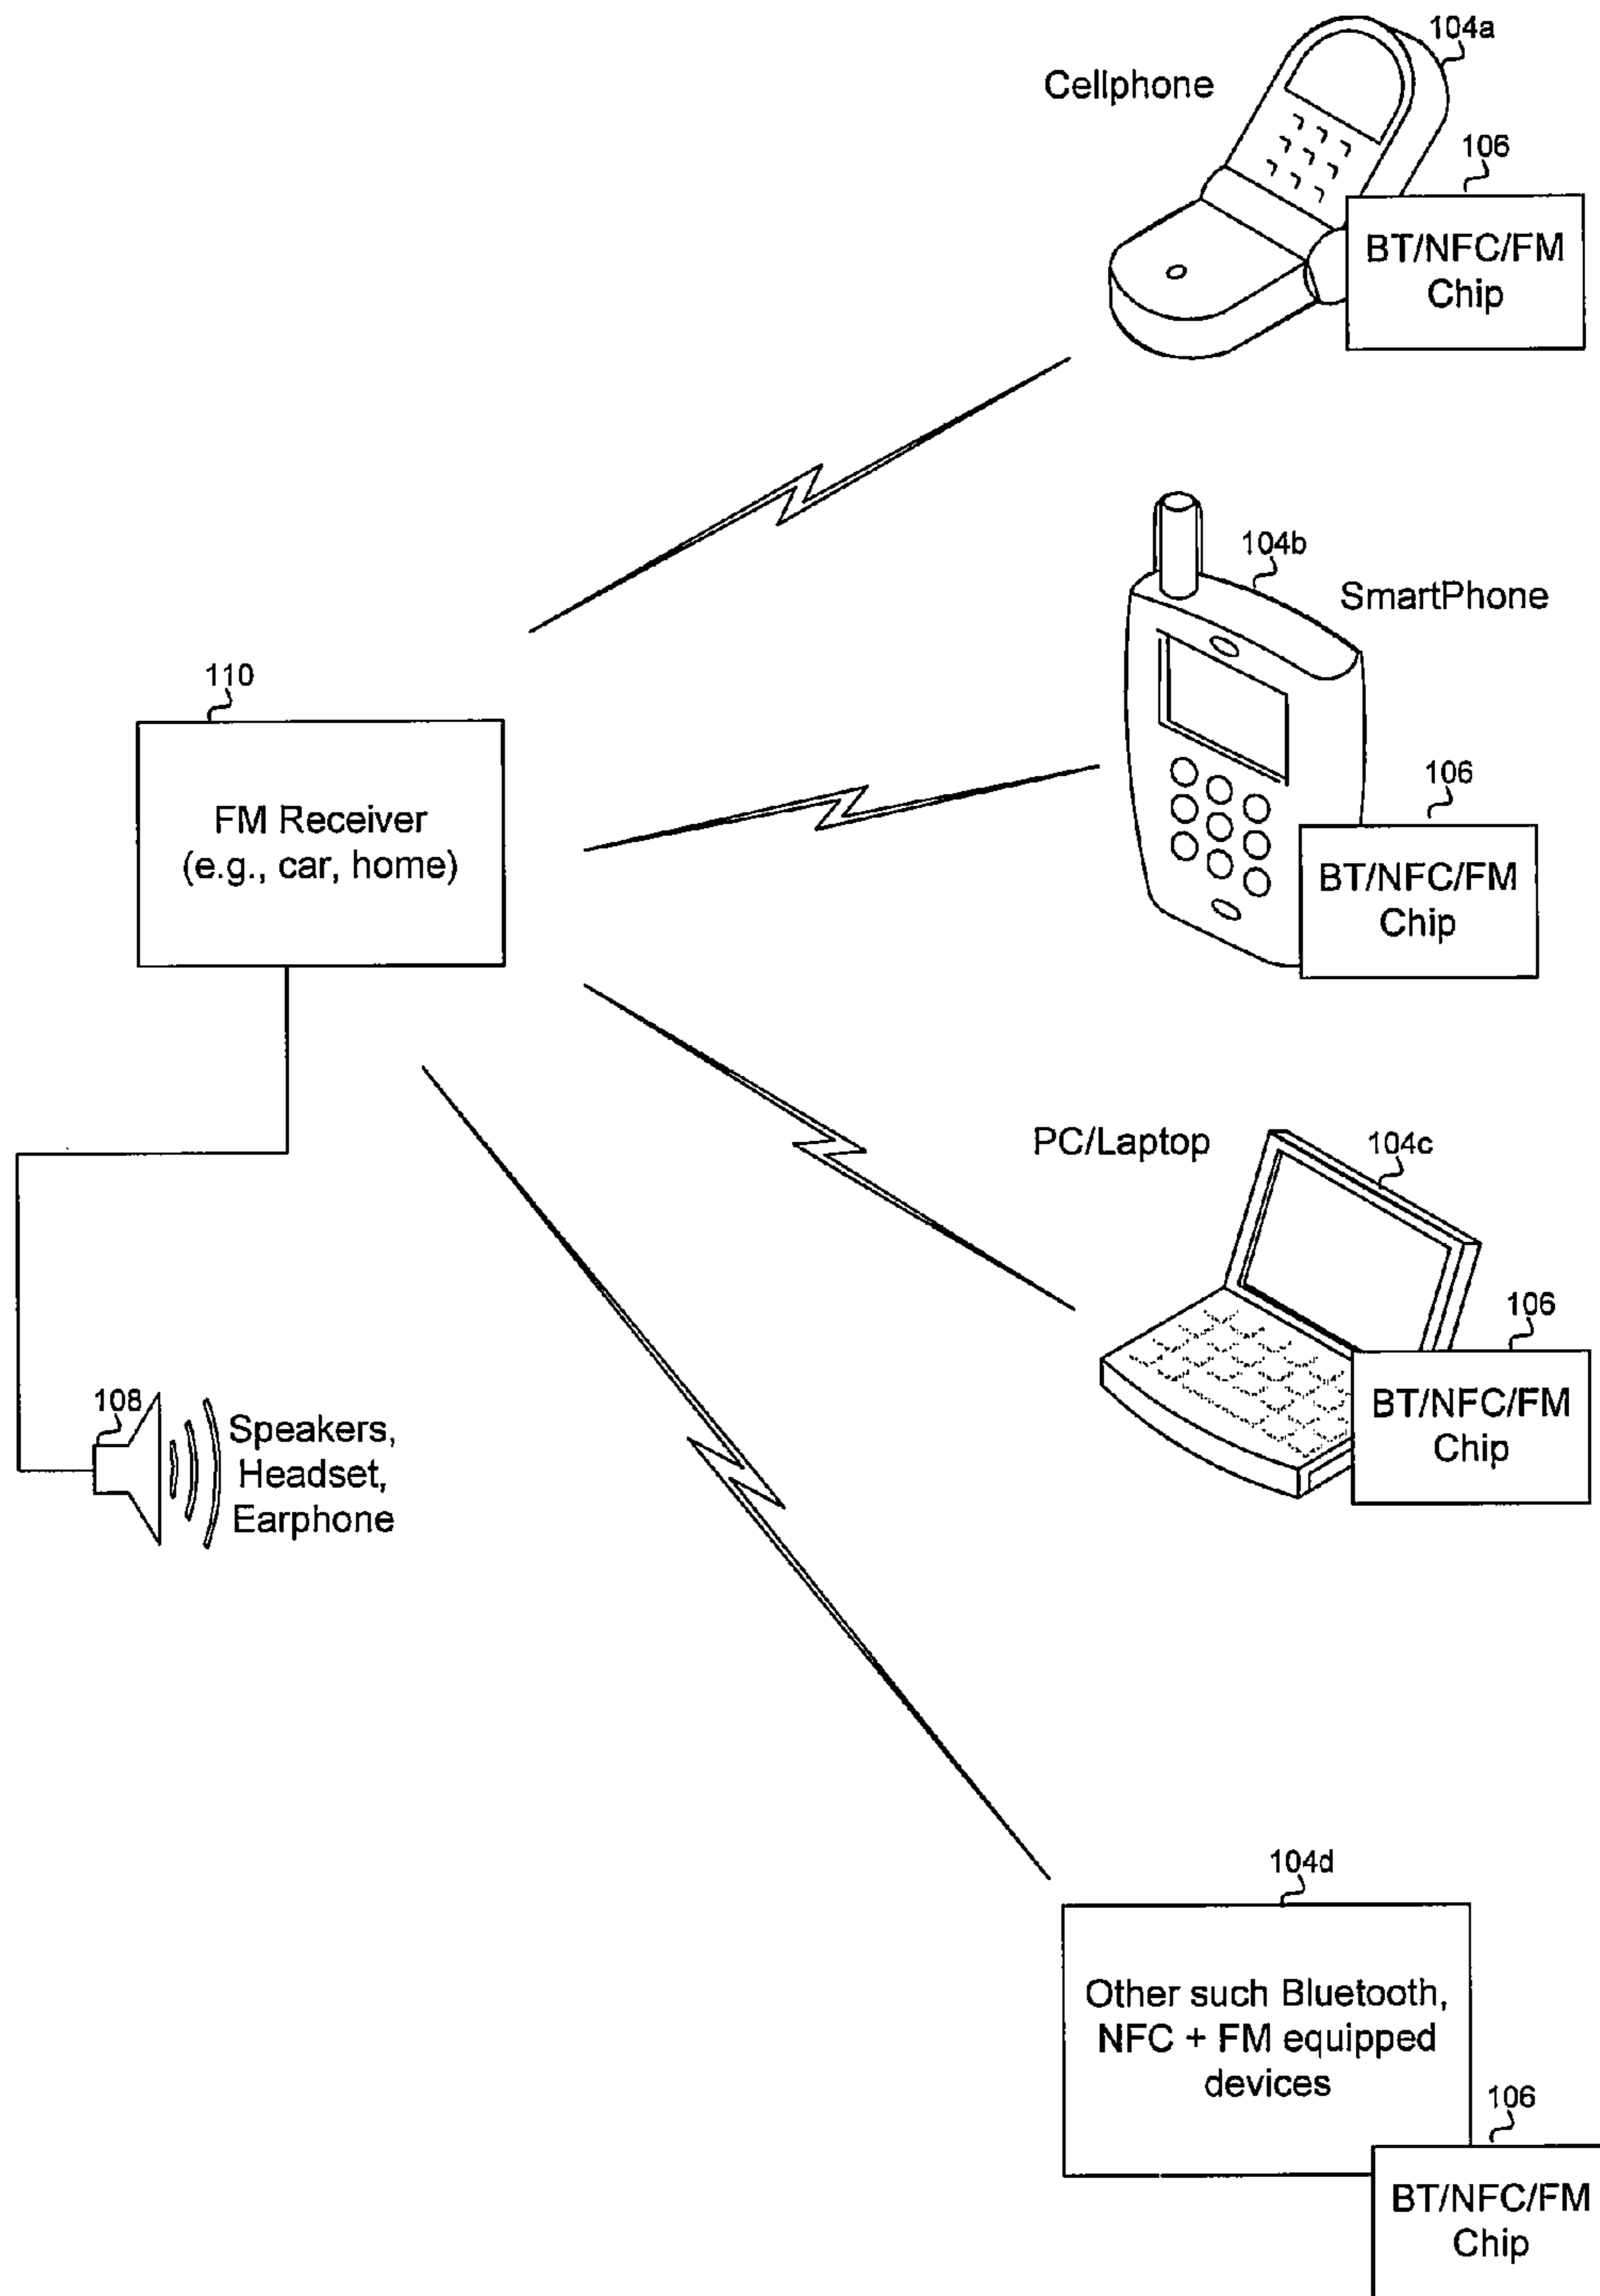 104a
Cellphone
106
BT/NFC/FM
Chip
104b
SmartPhone
110
FM Receiver
(e.g., car, home)
106
BT/NFC/FM
Chip
PC/Laptop
104c
106
BT/NFC/FM
Chip
108
Speakers,
Headset,
Earphone
104d
Other such Bluetooth,
NFC + FM equipped
devices
106
BT/NFC/FM
Chip